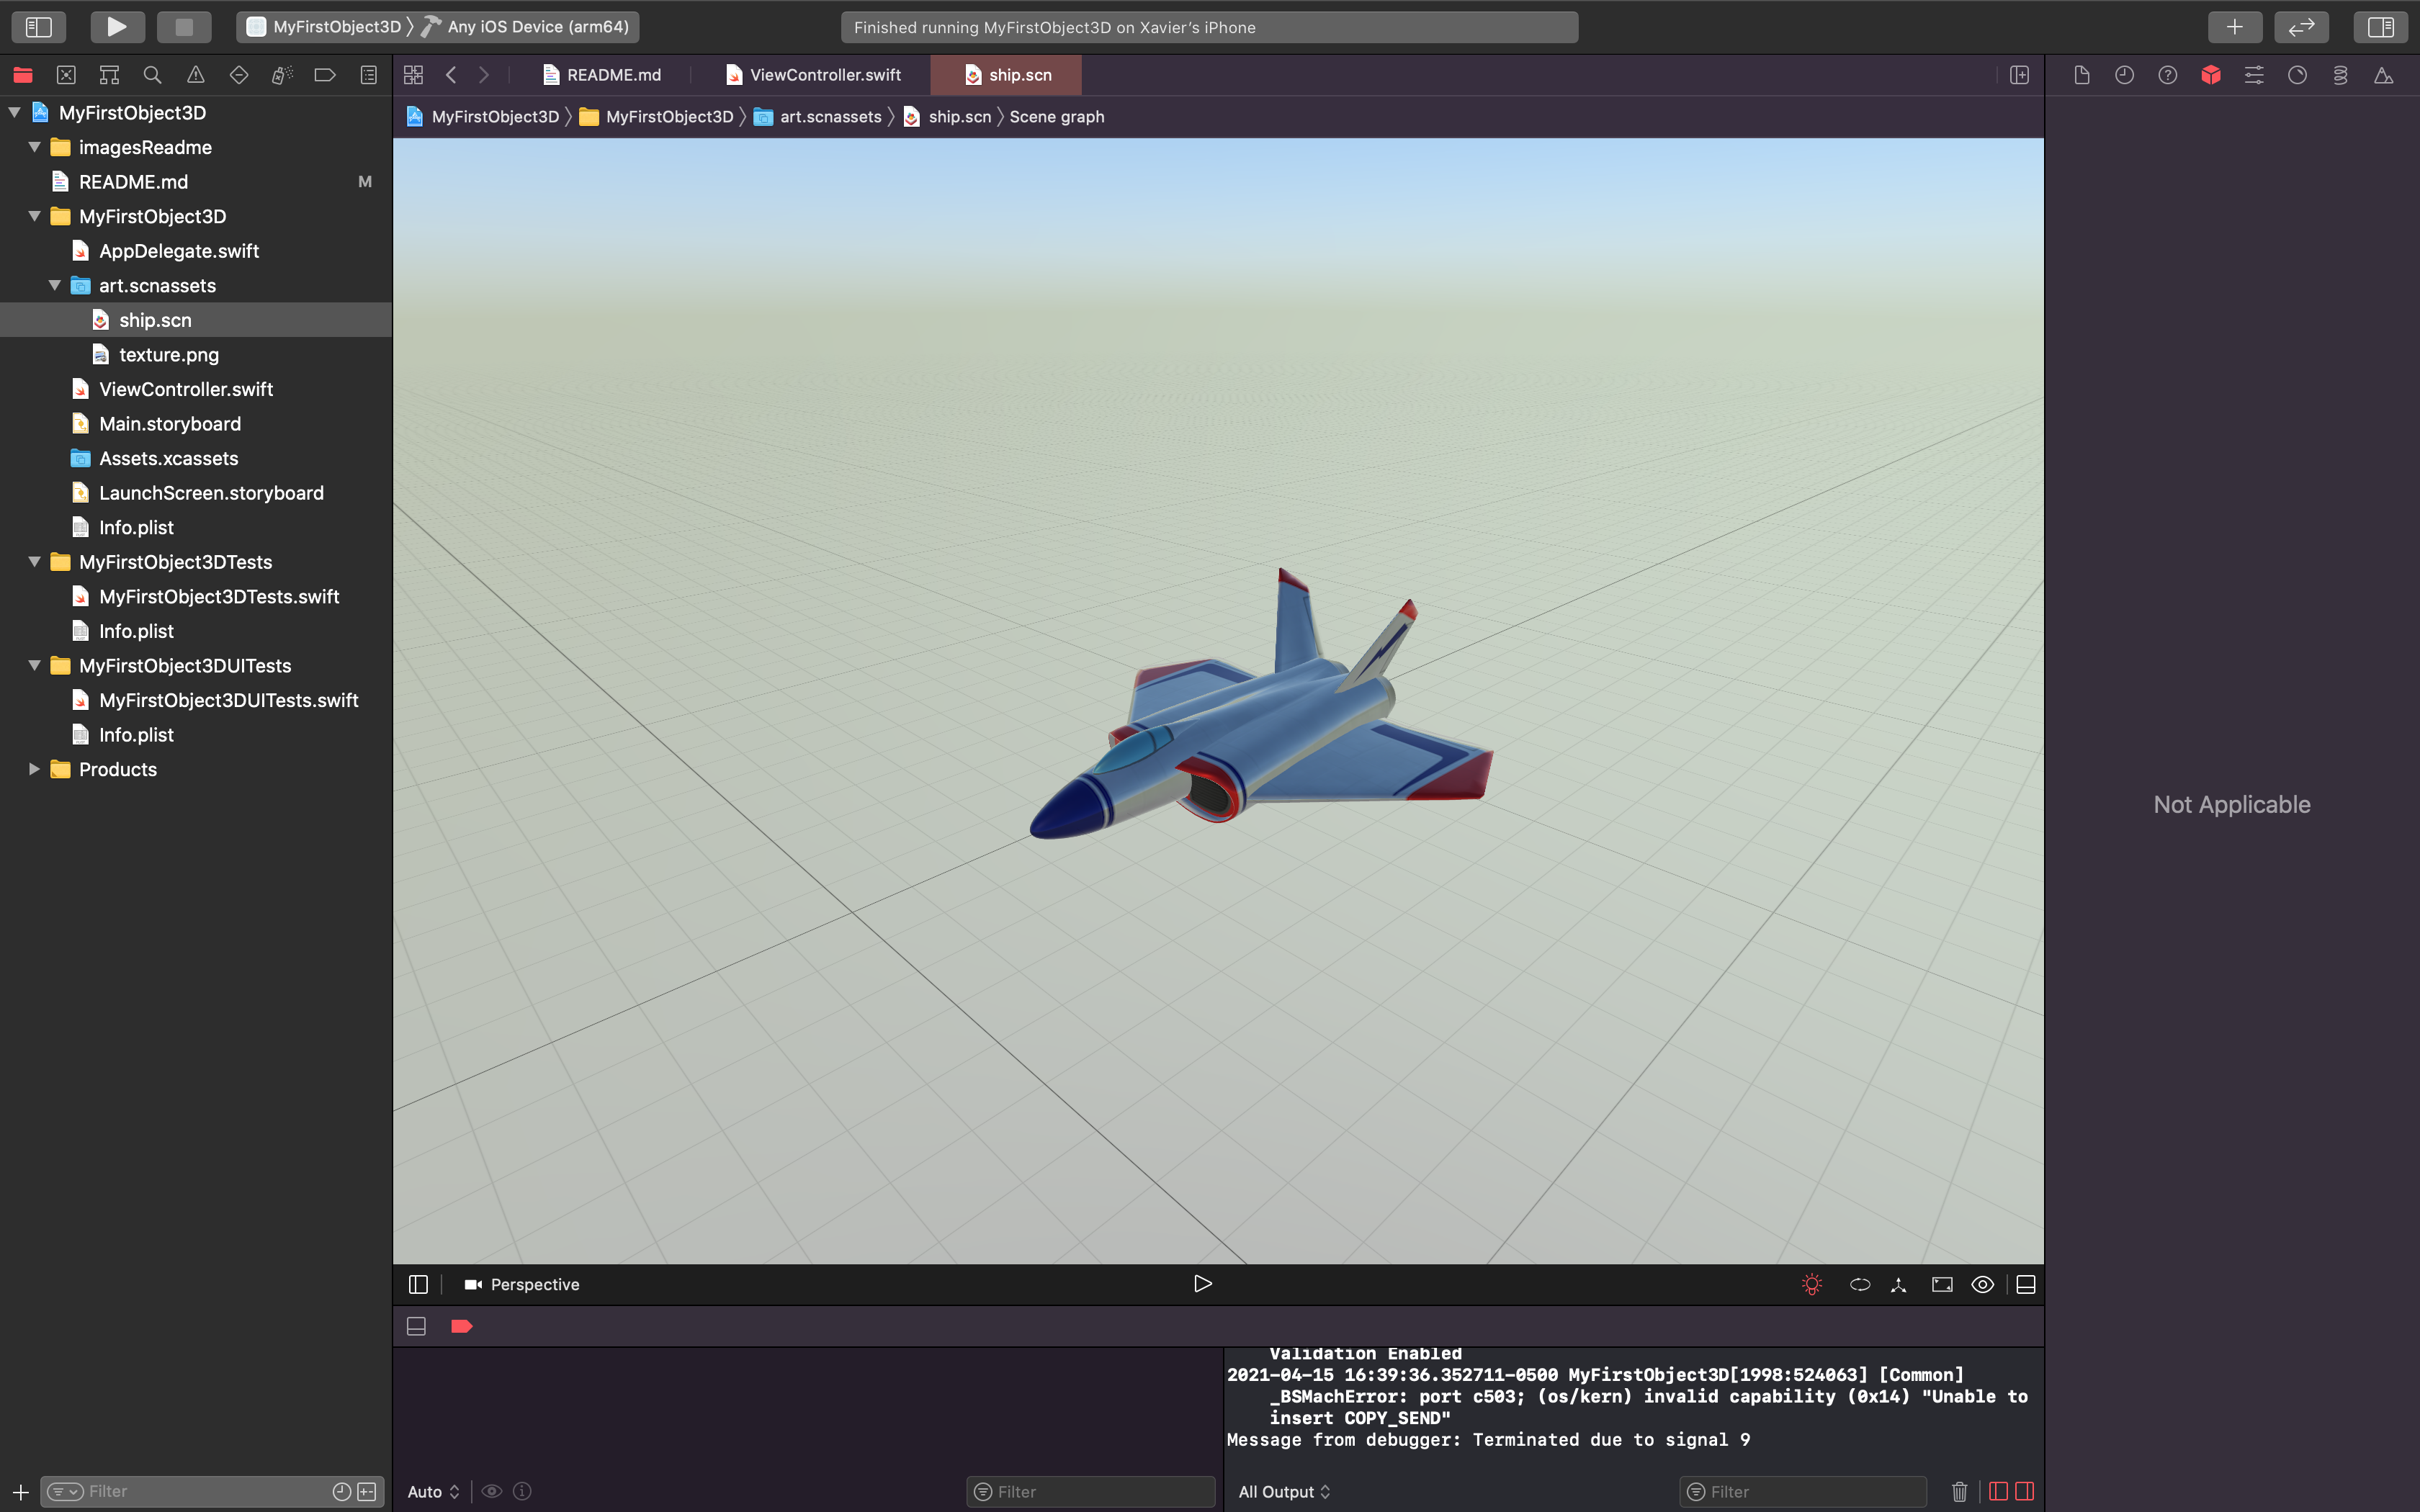 MyFirstObject3D 〉 Any iOS Device (arm64)
Finished running MyFirstObject3D on Xavier’s iPhone
README.md
ViewController.swift
ship.scn
MyFirstObject3D 〉 MyFirstObject3D 〉 art.scnassets 〉 ship.scn 〉 Scene graph
MyFirstObject3D
imagesReadme
README.md M
MyFirstObject3D
AppDelegate.swift
art.scnassets
ship.scn
texture.png
ViewController.swift
Main.storyboard
Assets.xcassets
LaunchScreen.storyboard
Info.plist
MyFirstObject3DTests
MyFirstObject3DTests.swift
Info.plist
MyFirstObject3DUITests
MyFirstObject3DUITests.swift
Info.plist
Products
Filter
Not Applicable
Perspective
Validation Enabled
2021-04-15 16:39:36.352711-0500 MyFirstObject3D[1998:524063] [Common]
_BSMachError: port c503; (os/kern) invalid capability (0x14) "Unable to
insert COPY_SEND"
Message from debugger: Terminated due to signal 9
Auto
Filter
All Output
Filter